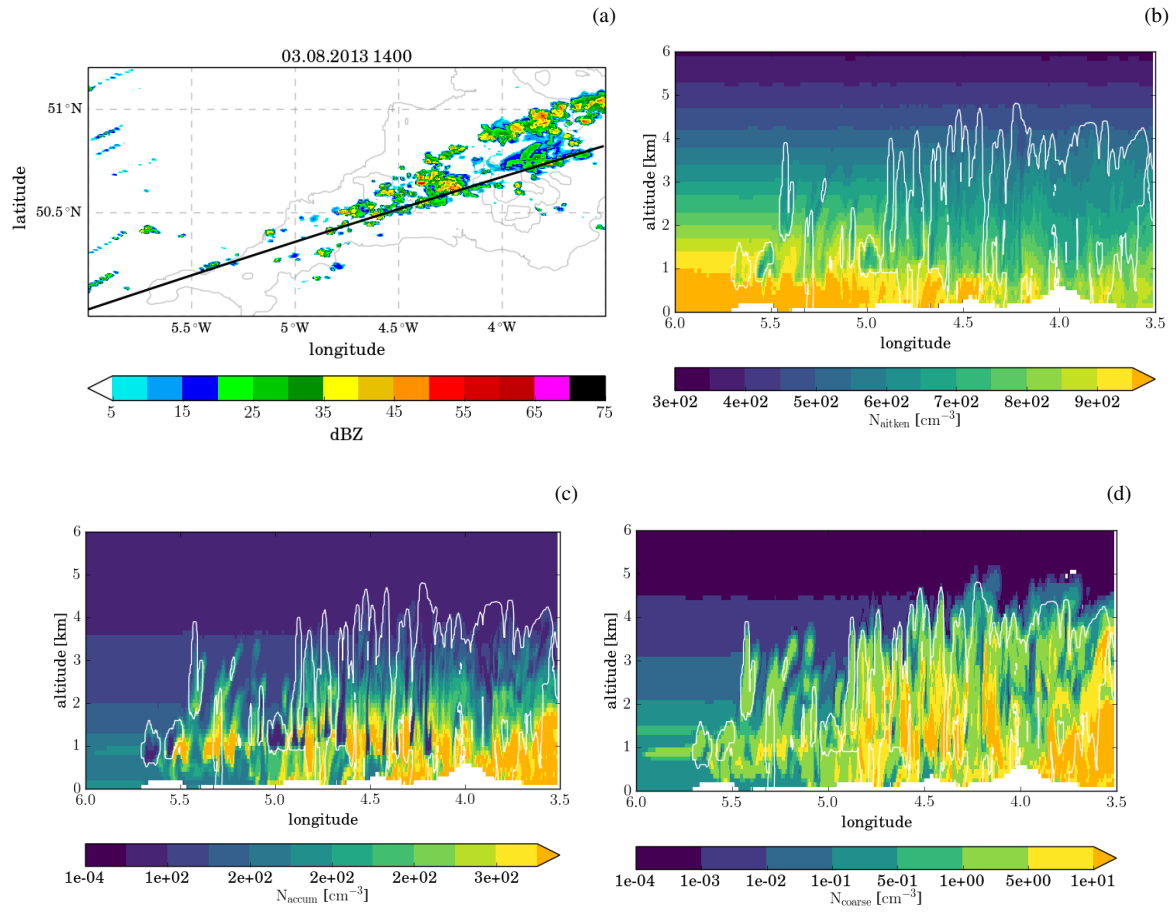 (a)
03.08.2013 1400
51°N
50.5°N
latitude
5.5°W 5°W 4.5°W 4°W
longitude
5 15 25 35 45 55 65 75
dBZ
(b)
6
5
4
3
2
1
0
altitude [km]
6.0 5.5 5.0 4.5 4.0 3.5
longitude
3e+02 4e+02 5e+02 6e+02 7e+02 8e+02 9e+02
N_aitken [cm⁻³]
(c)
6
5
4
3
2
1
0
altitude [km]
6.0 5.5 5.0 4.5 4.0 3.5
longitude
1e-04 1e+02 2e+02 2e+02 2e+02 3e+02
N_accum [cm⁻³]
(d)
6
5
4
3
2
1
0
altitude [km]
6.0 5.5 5.0 4.5 4.0 3.5
longitude
1e-04 1e-03 1e-02 1e-01 5e-01 1e+00 5e+00 1e+01
N_coarse [cm⁻³]